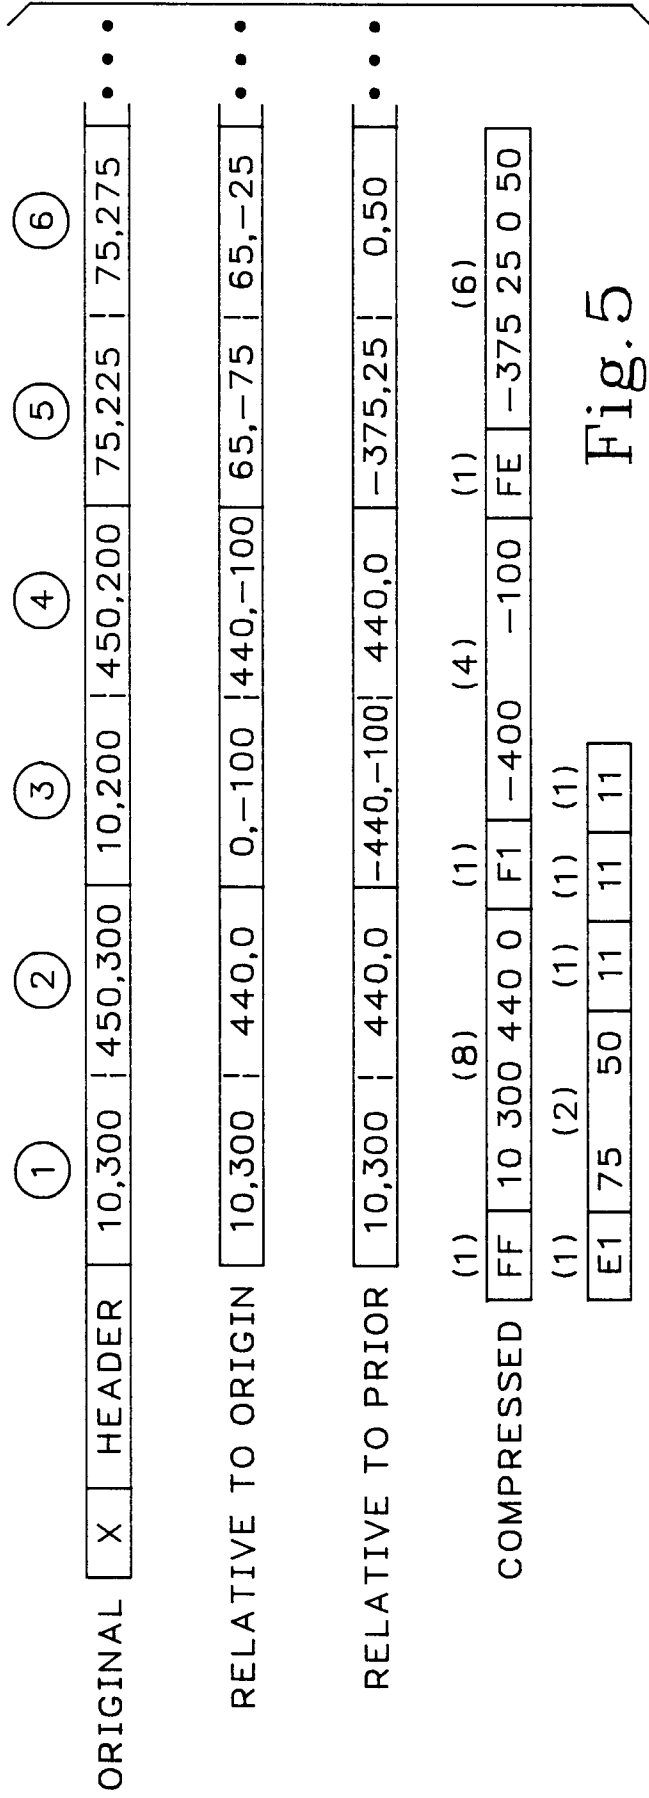 ① ② ③ ④ ⑤ ⑥
ORIGINAL X HEADER 10,300 450,300 10,200 450,200 75,225 75,275 •••
RELATIVE TO ORIGIN 10,300 440,0 0,−100 440,−100 65,−75 65,−25 •••
RELATIVE TO PRIOR 10,300 440,0 −440,−100 440,0 −375,25 0,50 •••
(1) (8) (1) (4) (1) (6)
COMPRESSED FF 10 300 440 0 F1 −400 −100 FE −375 25 0 50
(1) (2) (1) (1) (1)
E1 75 50 11 11 11
Fig.5